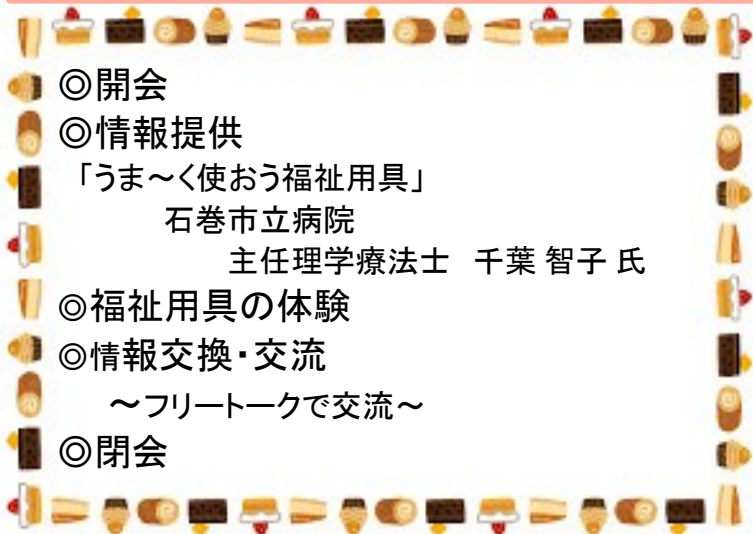 ◎開会
◎情報提供
「うま～く使おう福祉用具」
石巻市立病院
主任理学療法士　千葉 智子 氏
◎福祉用具の体験
◎情報交換・交流
～フリートークで交流～
◎閉会